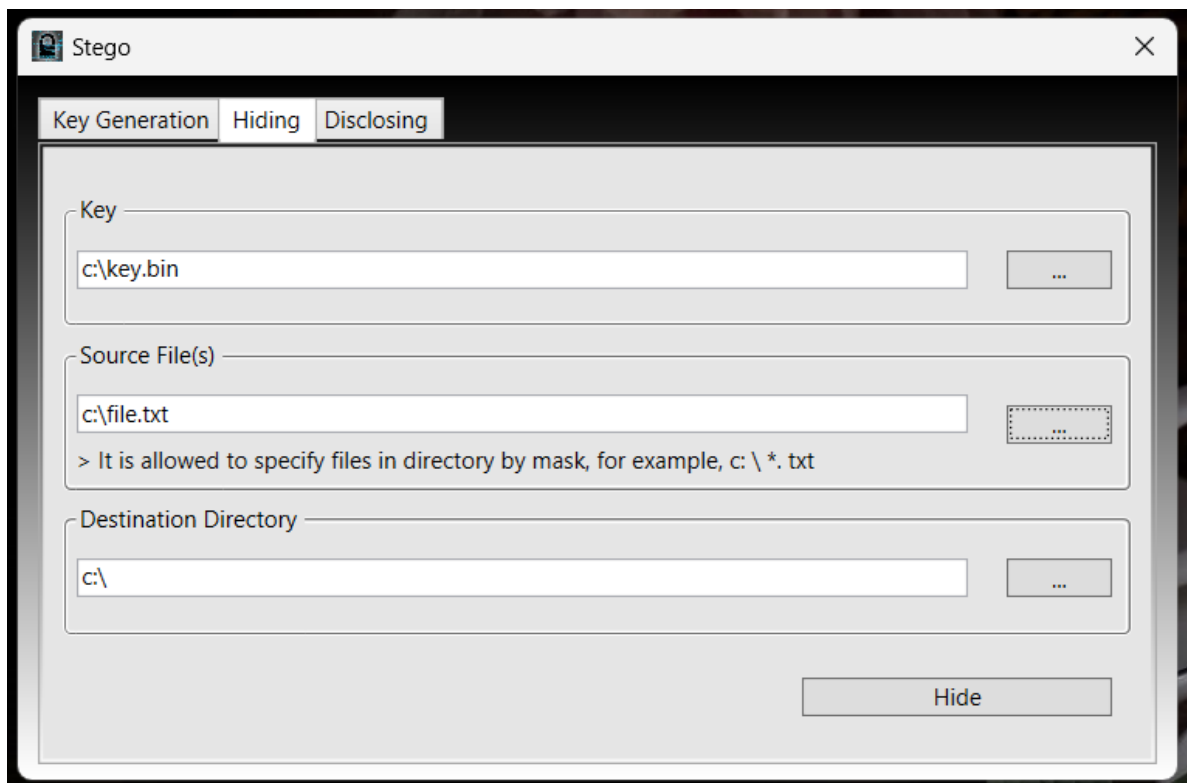 Stego
Key Generation Hiding Disclosing
Key
c:\key.bin
...
Source File(s)
c:\file.txt
...
> It is allowed to specify files in directory by mask, for example, c: \ *. txt
Destination Directory
c:\
...
Hide